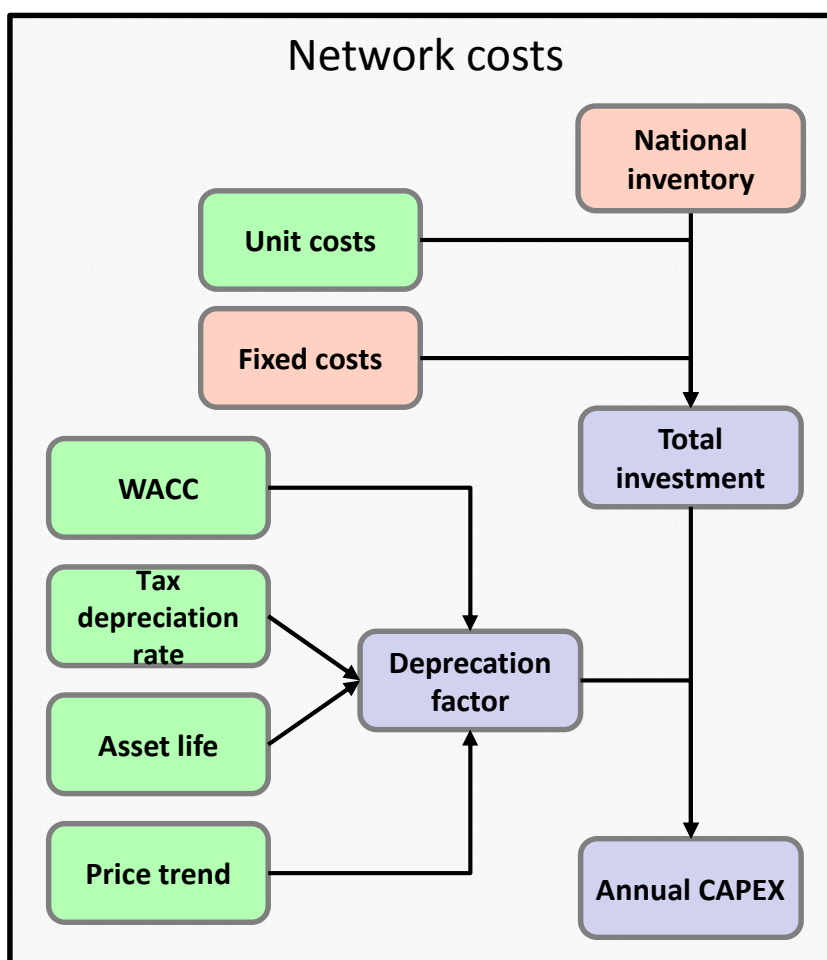 Network costs
National
inventory
Unit costs
Fixed costs
Total
investment
WACC
Tax
depreciation
rate
Deprecation
factor
Asset life
Price trend
Annual CAPEX